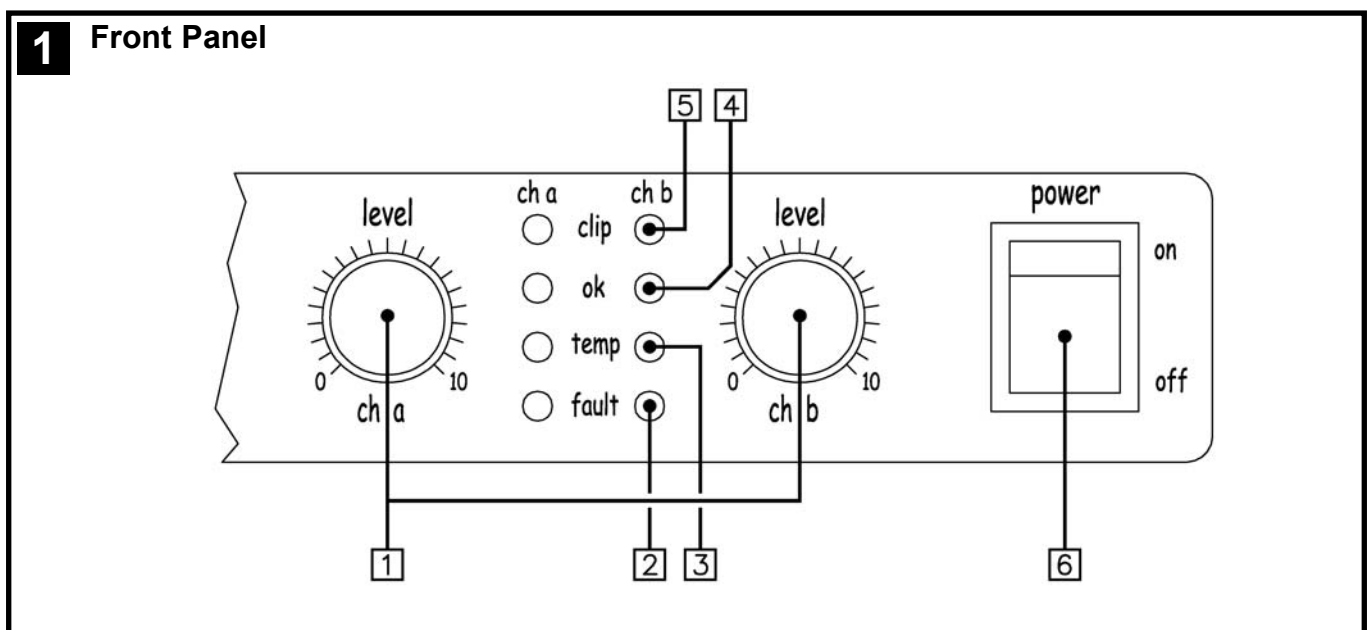 1 Front Panel
5 4
ch a ch b
level clip level power
on
ok
temp
0 10 0 10 off
ch a fault ch b
1 2 3 6